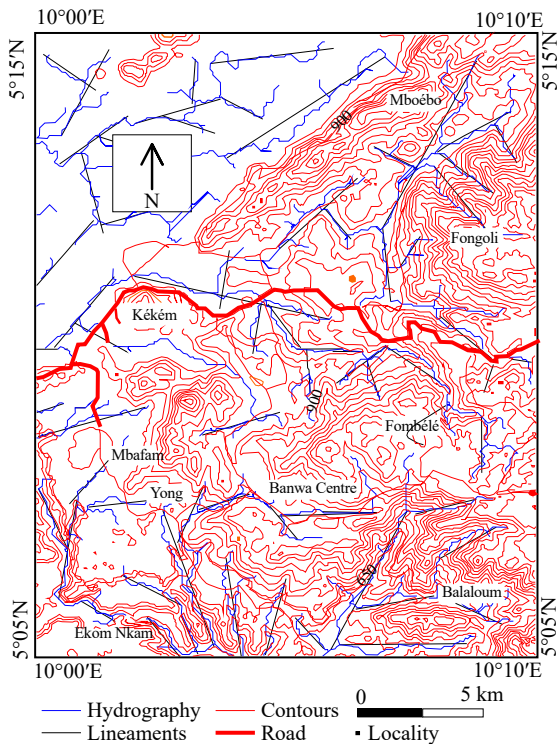 10°00′E 10°10′E
5°15′N 5°15′N
Mboébo
900
N
Fongoli
Kékém
900
Fombélé
Mbafam
Yong Banwa Centre
650
Balaloum
Ekom Nkam
5°05′N 5°05′N
10°00′E 10°10′E
Hydrography Contours 0 5 km
Lineaments Road Locality